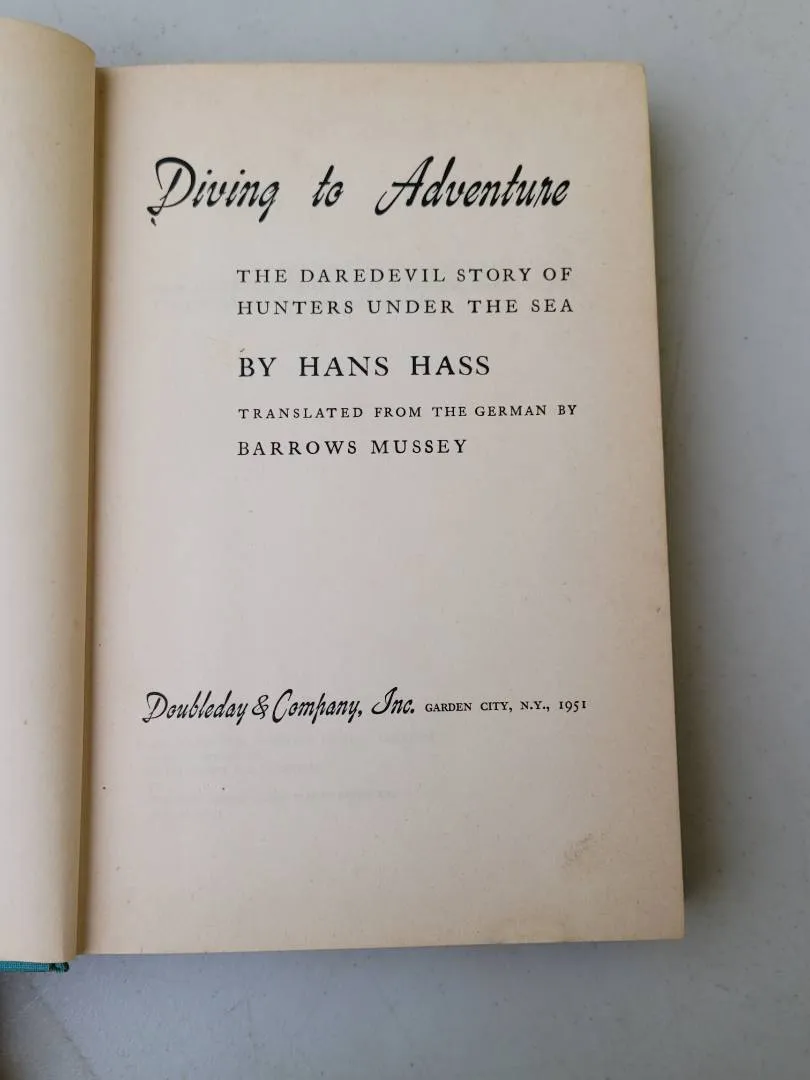 Diving to Adventure
THE DAREDEVIL STORY OF
HUNTERS UNDER THE SEA
BY HANS HASS
TRANSLATED FROM THE GERMAN BY
BARROWS MUSSEY
Doubleday & Company, Inc. GARDEN CITY, N.Y., 1951